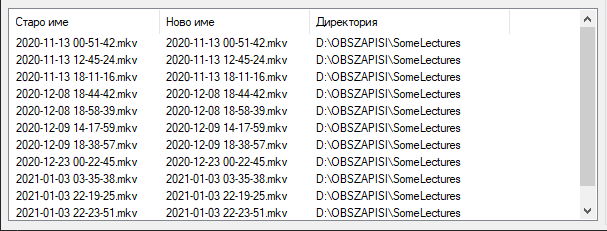 Старо име Ново име Директория
2020-11-13 00-51-42.mkv 2020-11-13 00-51-42.mkv D:\OBSZAPISI\SomeLectures
2020-11-13 12-45-24.mkv 2020-11-13 12-45-24.mkv D:\OBSZAPISI\SomeLectures
2020-11-13 18-11-16.mkv 2020-11-13 18-11-16.mkv D:\OBSZAPISI\SomeLectures
2020-12-08 18-44-42.mkv 2020-12-08 18-44-42.mkv D:\OBSZAPISI\SomeLectures
2020-12-08 18-58-39.mkv 2020-12-08 18-58-39.mkv D:\OBSZAPISI\SomeLectures
2020-12-09 14-17-59.mkv 2020-12-09 14-17-59.mkv D:\OBSZAPISI\SomeLectures
2020-12-09 18-38-57.mkv 2020-12-09 18-38-57.mkv D:\OBSZAPISI\SomeLectures
2020-12-23 00-22-45.mkv 2020-12-23 00-22-45.mkv D:\OBSZAPISI\SomeLectures
2021-01-03 03-35-38.mkv 2021-01-03 03-35-38.mkv D:\OBSZAPISI\SomeLectures
2021-01-03 22-19-25.mkv 2021-01-03 22-19-25.mkv D:\OBSZAPISI\SomeLectures
2021-01-03 22-23-51.mkv 2021-01-03 22-23-51.mkv D:\OBSZAPISI\SomeLectures